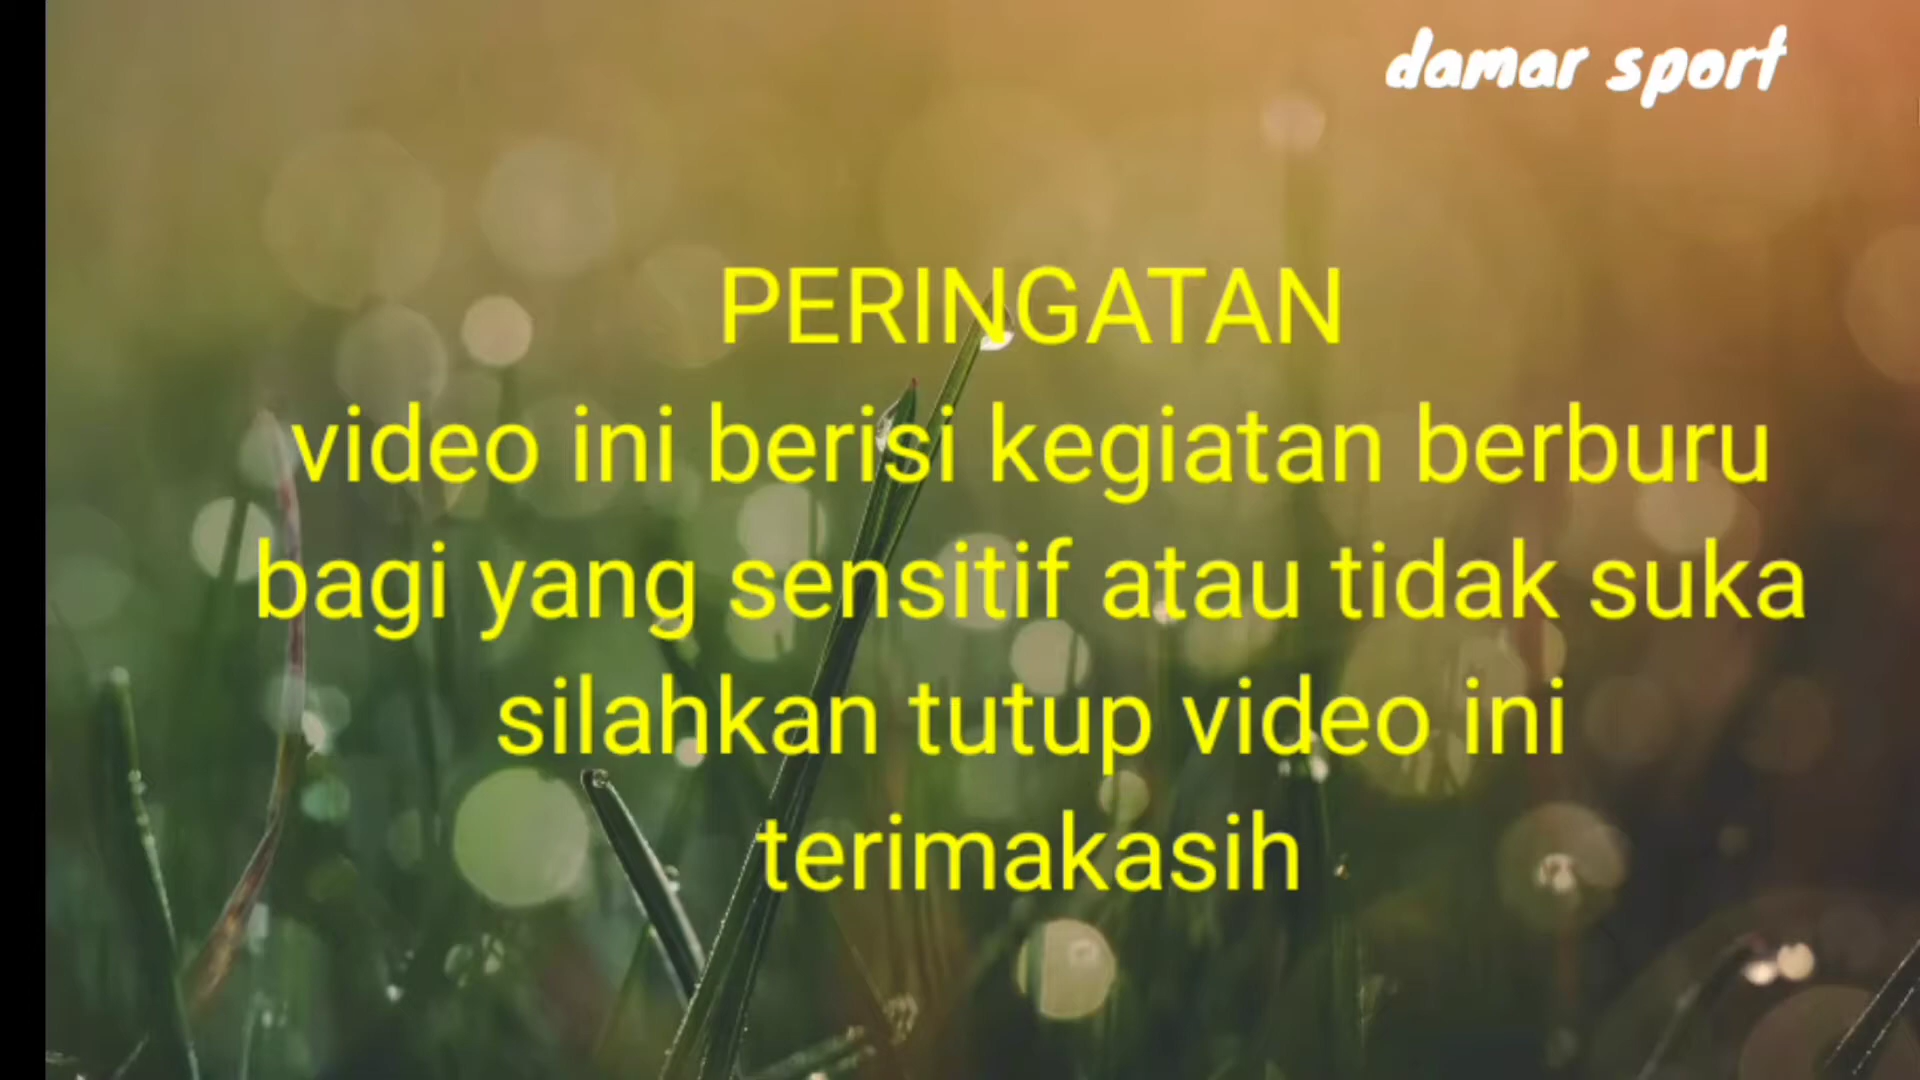 damar sport
PERINGATAN
video ini berisi kegiatan berburu
bagi yang sensitif atau tidak suka
silahkan tutup video ini
terimakasih